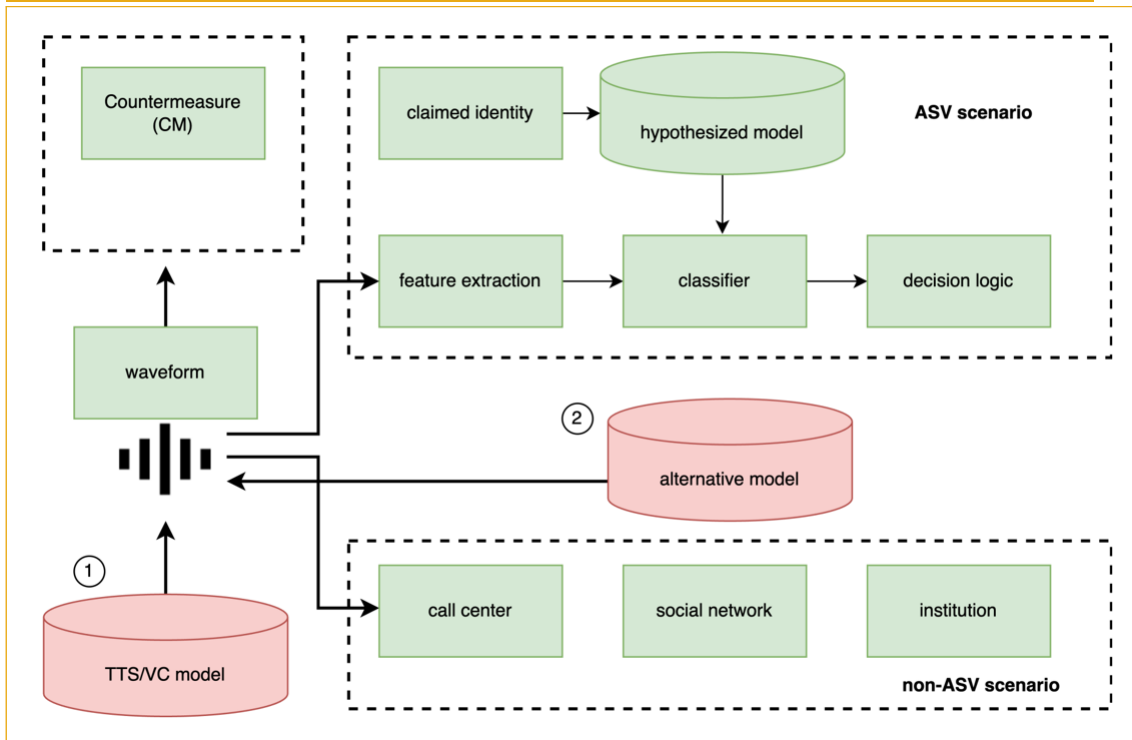 Countermeasure
(CM)
claimed identity
hypothesized model
ASV scenario
feature extraction
classifier
decision logic
waveform
2
alternative model
1
TTS/VC model
call center
social network
institution
non-ASV scenario